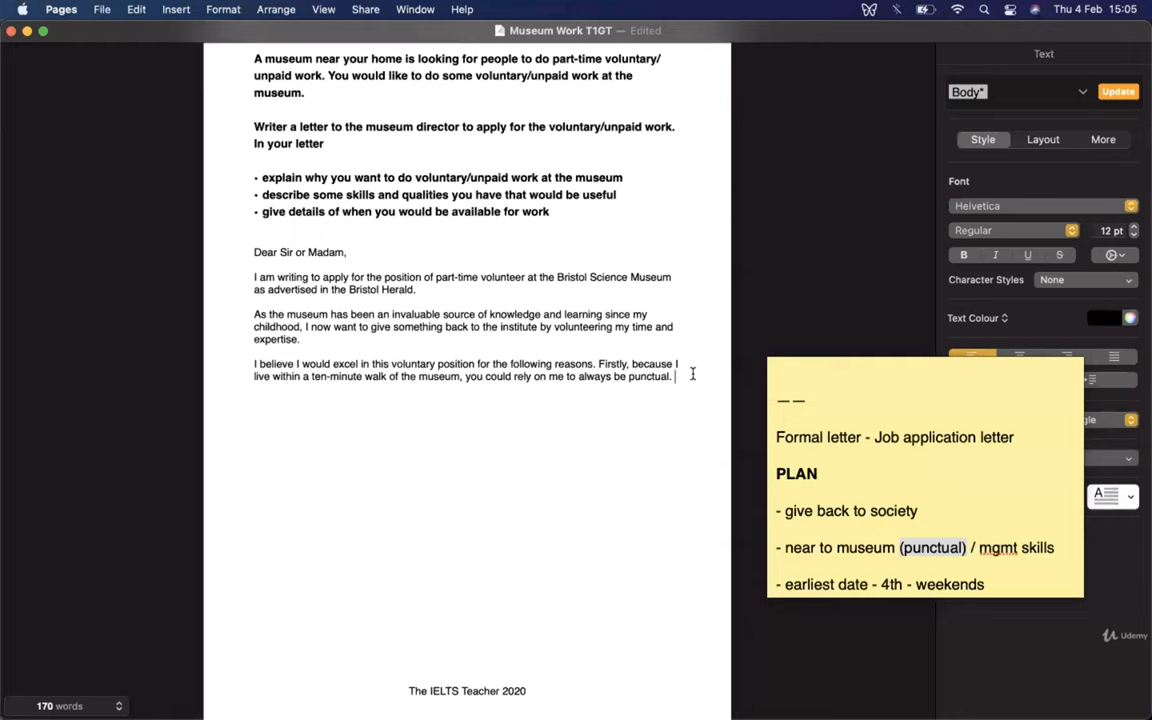 Pages File Edit Insert Format Arrange View Share Window Help Thu 4 Feb 15:05
Museum Work T1GT — Edited
A museum near your home is looking for people to do part-time voluntary/
unpaid work. You would like to do some voluntary/unpaid work at the
museum.
Writer a letter to the museum director to apply for the voluntary/unpaid work.
In your letter
• explain why you want to do voluntary/unpaid work at the museum
• describe some skills and qualities you have that would be useful
• give details of when you would be available for work
Dear Sir or Madam,
I am writing to apply for the position of part-time volunteer at the Bristol Science Museum
as advertised in the Bristol Herald.
As the museum has been an invaluable source of knowledge and learning since my
childhood, I now want to give something back to the institute by volunteering my time and
expertise.
I believe I would excel in this voluntary position for the following reasons. Firstly, because I
live within a ten-minute walk of the museum, you could rely on me to always be punctual.
The IELTS Teacher 2020
170 words
Text
Body*
Update
Style Layout More
Font
Helvetica
Regular 12 pt
B I U S
Character Styles None
Text Colour
Formal letter - Job application letter
PLAN
- give back to society
- near to museum (punctual) / mgmt skills
- earliest date - 4th - weekends
A
Udemy